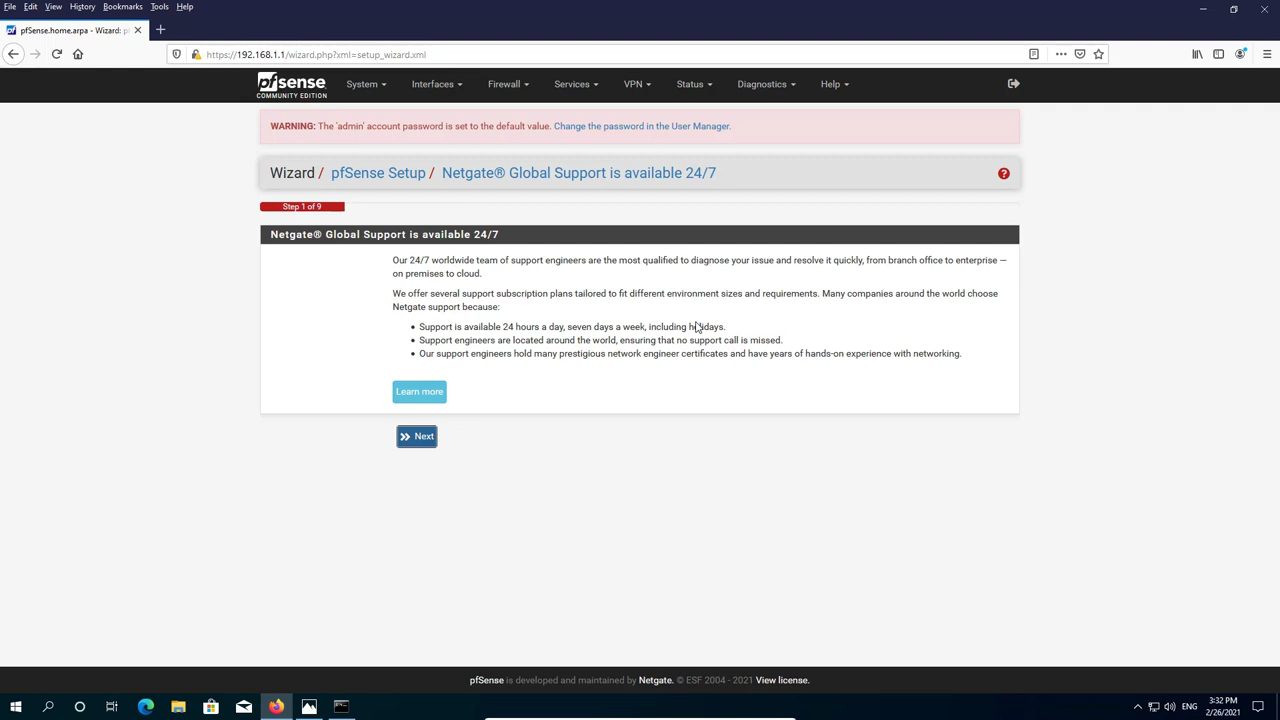 File Edit View History Bookmarks Tools Help
pfSense.home.arpa - Wizard: p
https://192.168.1.1/wizard.php?xml=setup_wizard.xml
pfsense
COMMUNITY EDITION
System Interfaces Firewall Services VPN Status Diagnostics Help
WARNING: The 'admin' account password is set to the default value. Change the password in the User Manager.
Wizard / pfSense Setup / Netgate® Global Support is available 24/7
Step 1 of 9
Netgate® Global Support is available 24/7
Our 24/7 worldwide team of support engineers are the most qualified to diagnose your issue and resolve it quickly, from branch office to enterprise —
on premises to cloud.
We offer several support subscription plans tailored to fit different environment sizes and requirements. Many companies around the world choose
Netgate support because:
• Support is available 24 hours a day, seven days a week, including holidays.
• Support engineers are located around the world, ensuring that no support call is missed.
• Our support engineers hold many prestigious network engineer certificates and have years of hands-on experience with networking.
Learn more
Next
pfSense is developed and maintained by Netgate. © ESF 2004 - 2021 View license.
ENG
3:32 PM
2/26/2021